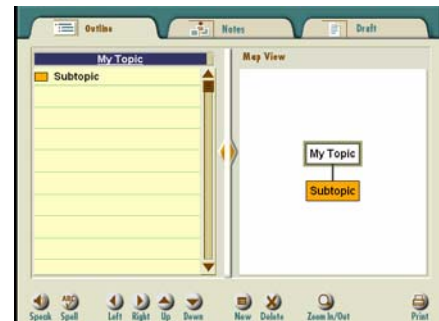 Outline
Notes
Draft
My Topic
Subtopic
Map View
My Topic
Subtopic
ABC
Speak Spell Left Right Up Down New Delete Zoom In/Out Print